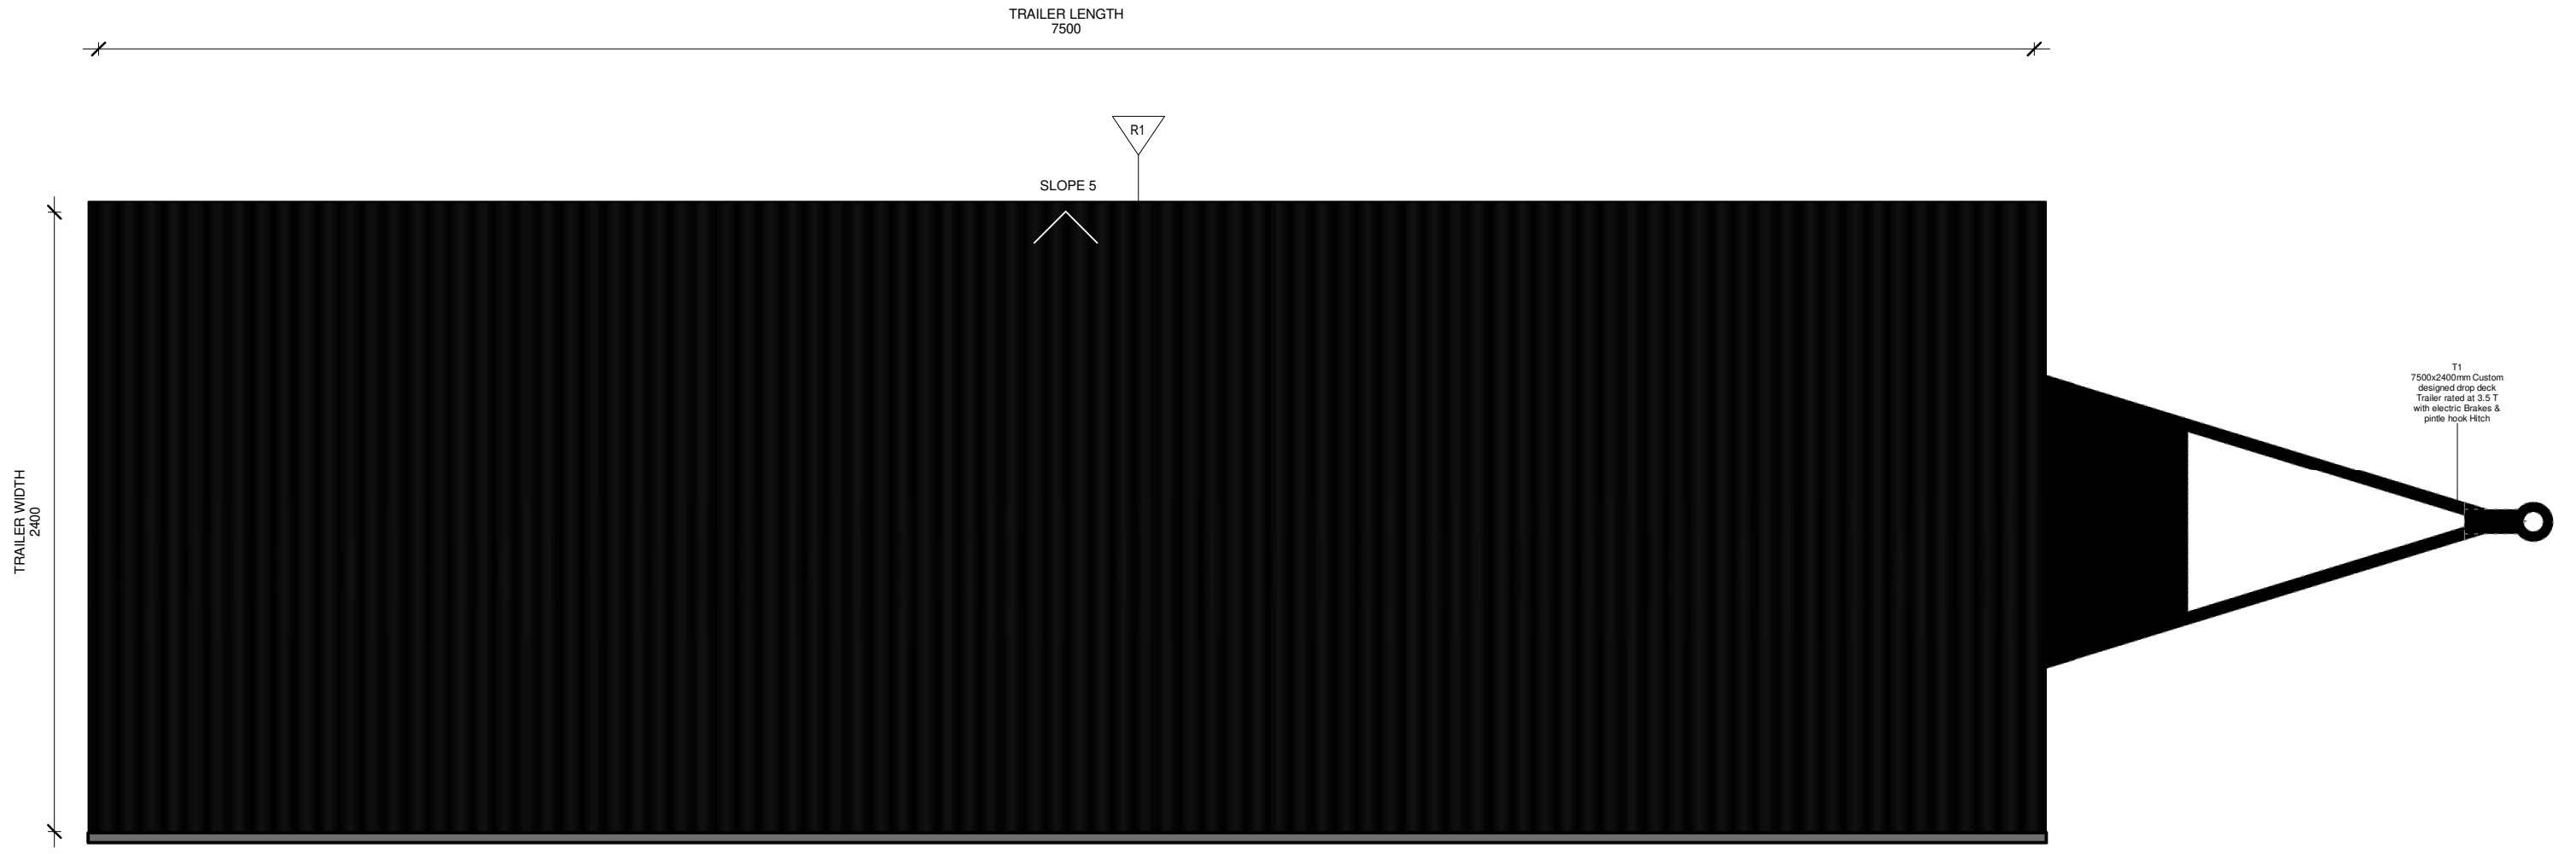 TRAILER LENGTH
7500
R1
SLOPE 5
T1
7500x2400mm Custom
designed drop deck
Trailer rated at 3.5 T
with electric Brakes &
pintle hook Hitch
TRAILER WIDTH
2400